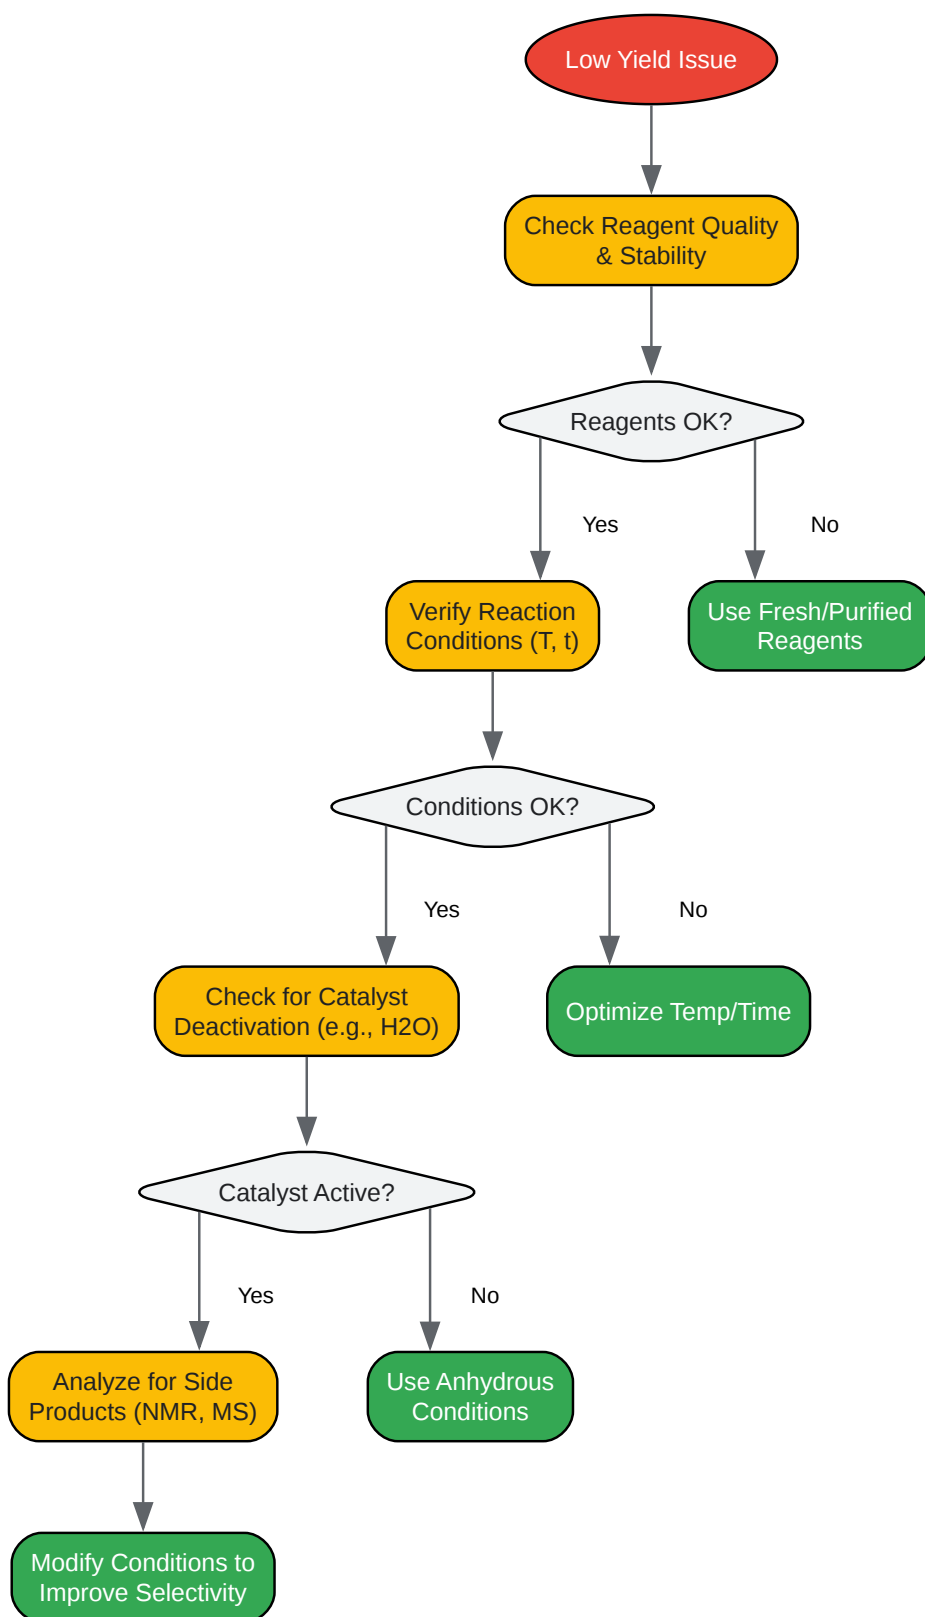 Low Yield Issue
Check Reagent Quality
& Stability
Reagents OK?
Yes
No
Verify Reaction
Conditions (T, t)
Use Fresh/Purified
Reagents
Conditions OK?
Yes
No
Check for Catalyst
Deactivation (e.g., H2O)
Optimize Temp/Time
Catalyst Active?
Yes
No
Analyze for Side
Products (NMR, MS)
Use Anhydrous
Conditions
Modify Conditions to
Improve Selectivity